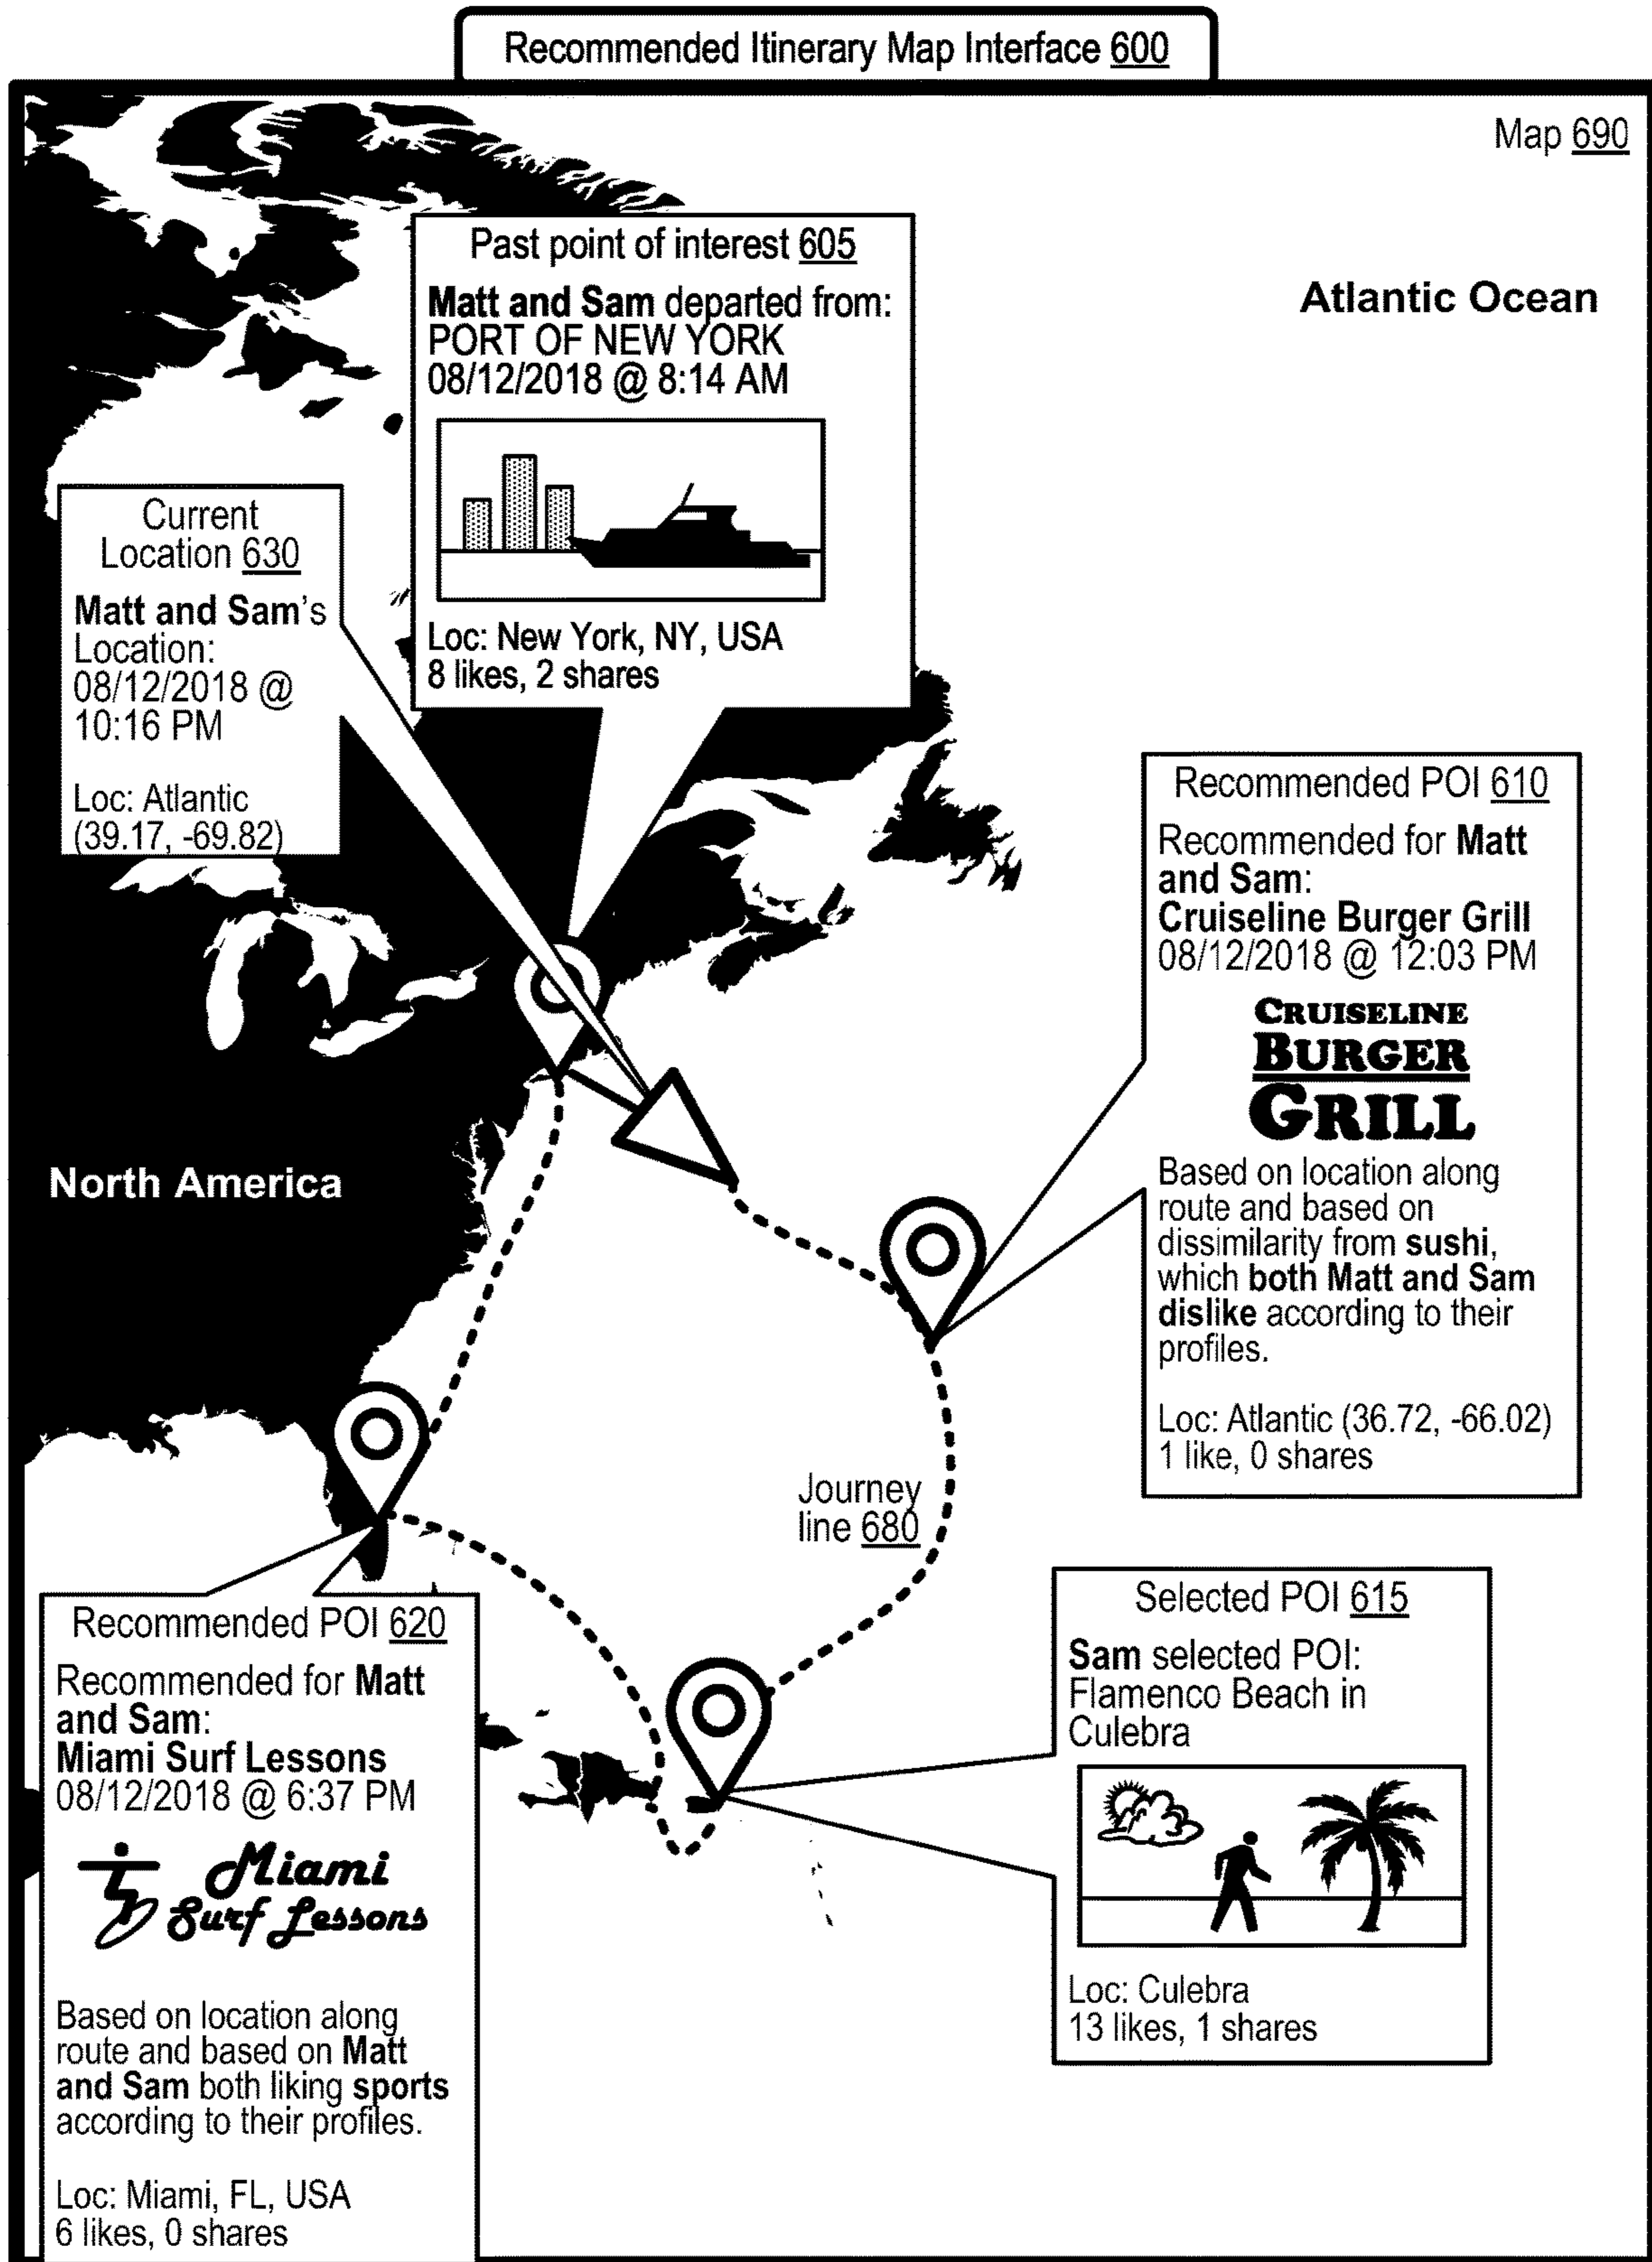 Recommended Itinerary Map Interface 600
Map 690
Atlantic Ocean
Past point of interest 605
Matt and Sam departed from:
PORT OF NEW YORK
08/12/2018 @ 8:14 AM
Loc: New York, NY, USA
8 likes, 2 shares
Current
Location 630
Matt and Sam's
Location:
08/12/2018 @
10:16 PM
Loc: Atlantic
(39.17, -69.82)
Recommended POI 610
Recommended for Matt
and Sam:
Cruiseline Burger Grill
08/12/2018 @ 12:03 PM
CRUISELINE
BURGER
GRILL
Based on location along
route and based on
dissimilarity from sushi,
which both Matt and Sam
dislike according to their
profiles.
Loc: Atlantic (36.72, -66.02)
1 like, 0 shares
North America
Journey
line 680
Selected POI 615
Sam selected POI:
Flamenco Beach in
Culebra
Loc: Culebra
13 likes, 1 shares
Recommended POI 620
Recommended for Matt
and Sam:
Miami Surf Lessons
08/12/2018 @ 6:37 PM
Miami
Surf Lessons
Based on location along
route and based on Matt
and Sam both liking sports
according to their profiles.
Loc: Miami, FL, USA
6 likes, 0 shares